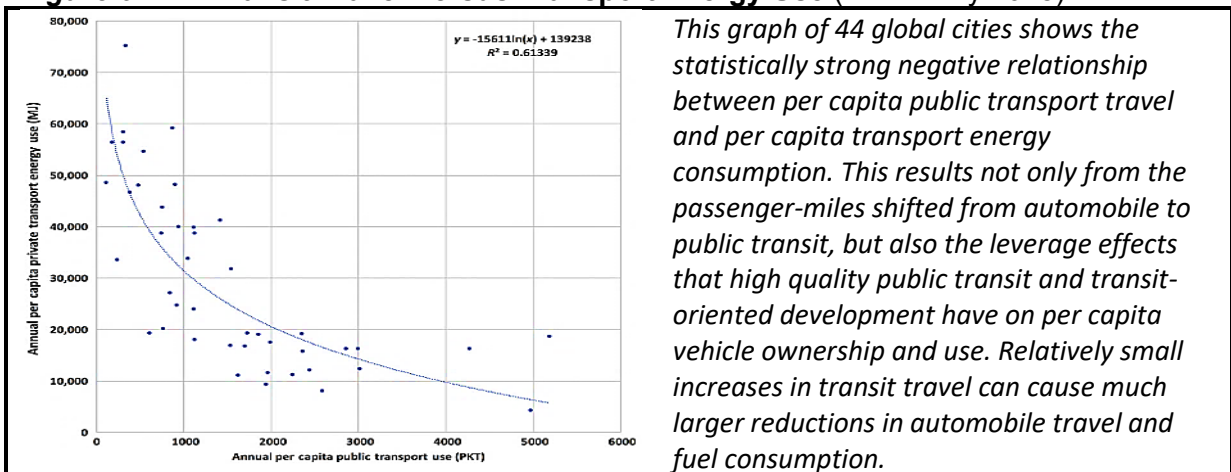 80,000
70,000
60,000
50,000
40,000
30,000
20,000
10,000
0
0 1000 2000 3000 4000 5000 6000
Annual per capita private transport energy use (MJ)
Annual per capita public transport use (PKT)
y = -15611ln(x) + 139238
R² = 0.61339
This graph of 44 global cities shows the
statistically strong negative relationship
between per capita public transport travel
and per capita transport energy
consumption. This results not only from the
passenger-miles shifted from automobile to
public transit, but also the leverage effects
that high quality public transit and transit-
oriented development have on per capita
vehicle ownership and use. Relatively small
increases in transit travel can cause much
larger reductions in automobile travel and
fuel consumption.